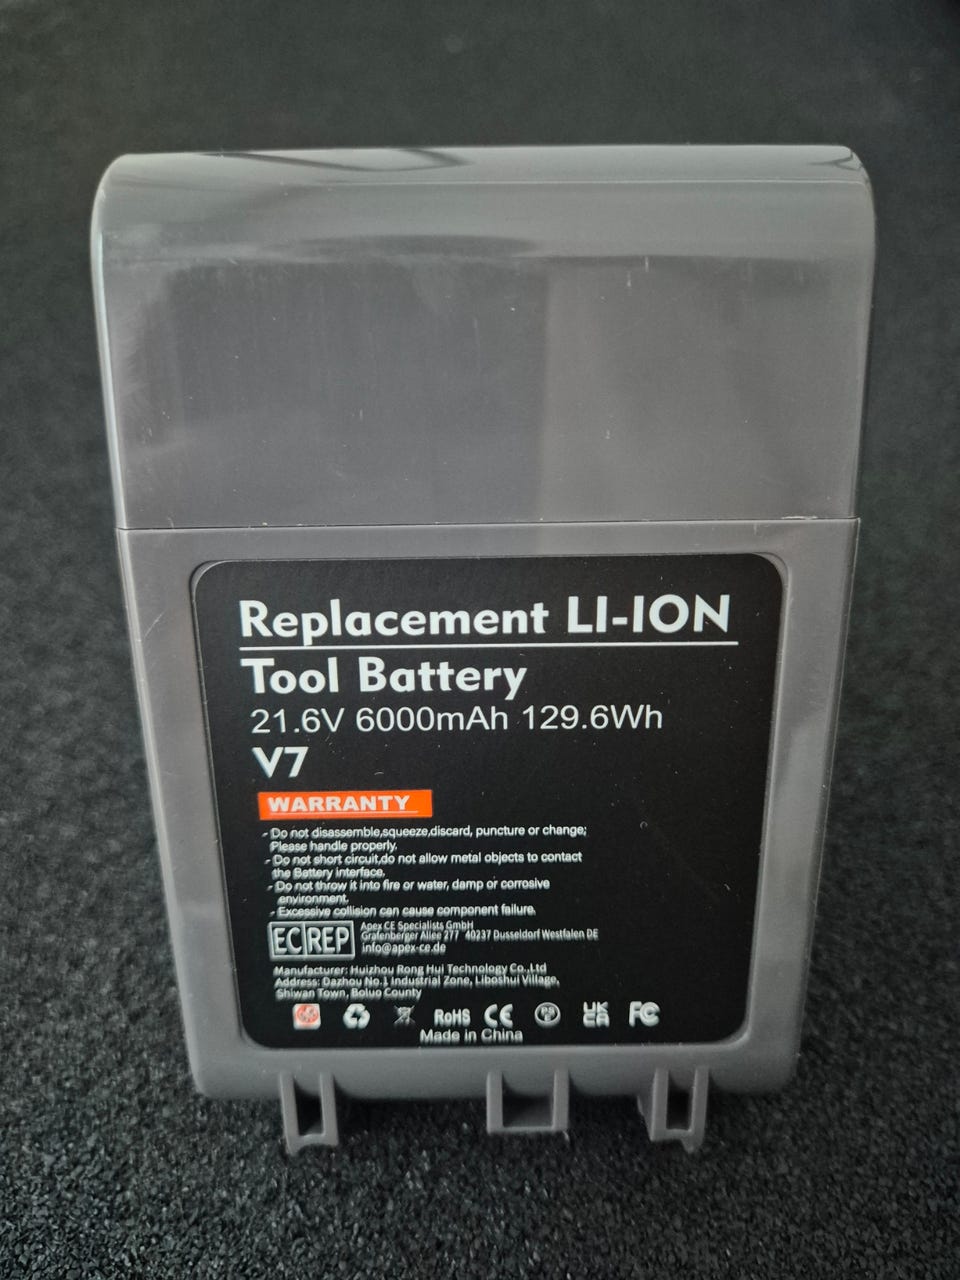 Replacement LI-ION
Tool Battery
21.6V 6000mAh 129.6Wh
V7
WARRANTY
- Do not disassemble,squeeze,discard, puncture or change;
Please handle properly.
- Do not short circuit,do not allow metal objects to contact
the Battery interface.
- Do not throw it into fire or water, damp or corrosive
environment.
- Excessive collision can cause component failure.
EC REP
Apex CE Specialists GmbH
Grafenberger Allee 277 40237 Dusseldorf Westfalen DE
info@apex-ce.de
Manufacturer: Huizhou Rong Hui Technology Co.,Ltd
Address: Dazhou No.1 Industrial Zone, Liboshui Village,
Shiwan Town, Boluo County
RoHS CE UK CA FC
Made in China